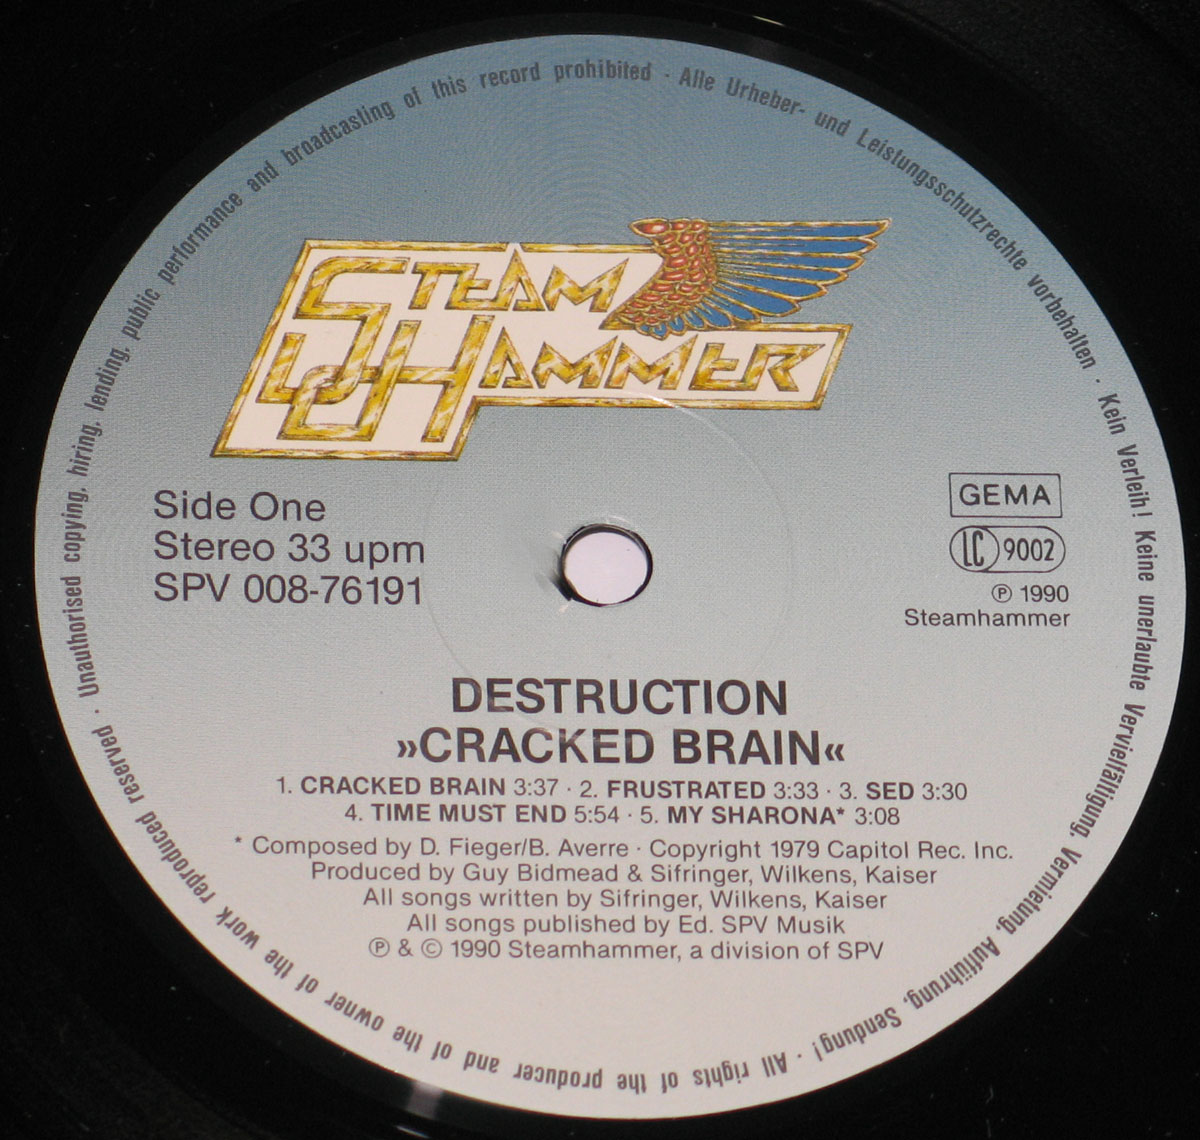 STEAM
HAMMER
Side One
Stereo 33 upm
SPV 008-76191
GEMA
LC 9002
℗ 1990
Steamhammer
DESTRUCTION
»CRACKED BRAIN«
1. CRACKED BRAIN 3:37 · 2. FRUSTRATED 3:33 · 3. SED 3:30
4. TIME MUST END 5:54 · 5. MY SHARONA* 3:08
* Composed by D. Fieger/B. Averre · Copyright 1979 Capitol Rec. Inc.
Produced by Guy Bidmead & Sifringer, Wilkens, Kaiser
All songs written by Sifringer, Wilkens, Kaiser
All songs published by Ed. SPV Musik
℗ & © 1990 Steamhammer, a division of SPV
· Unauthorised copying, hiring, lending, public performance and broadcasting of this record prohibited · Alle Urheber- und Leistungsschutzrechte vorbehalten · Kein Verleih! Keine unerlaubte Vervielfältigung, Vermietung, Aufführung, Sendung! · All rights of the producer and of the owner of the work reproduced reserved